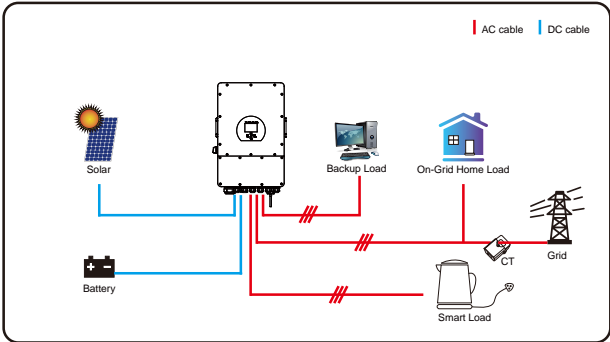 AC cable
DC cable
Solar
Backup Load
On-Grid Home Load
CT
Grid
Battery
Smart Load